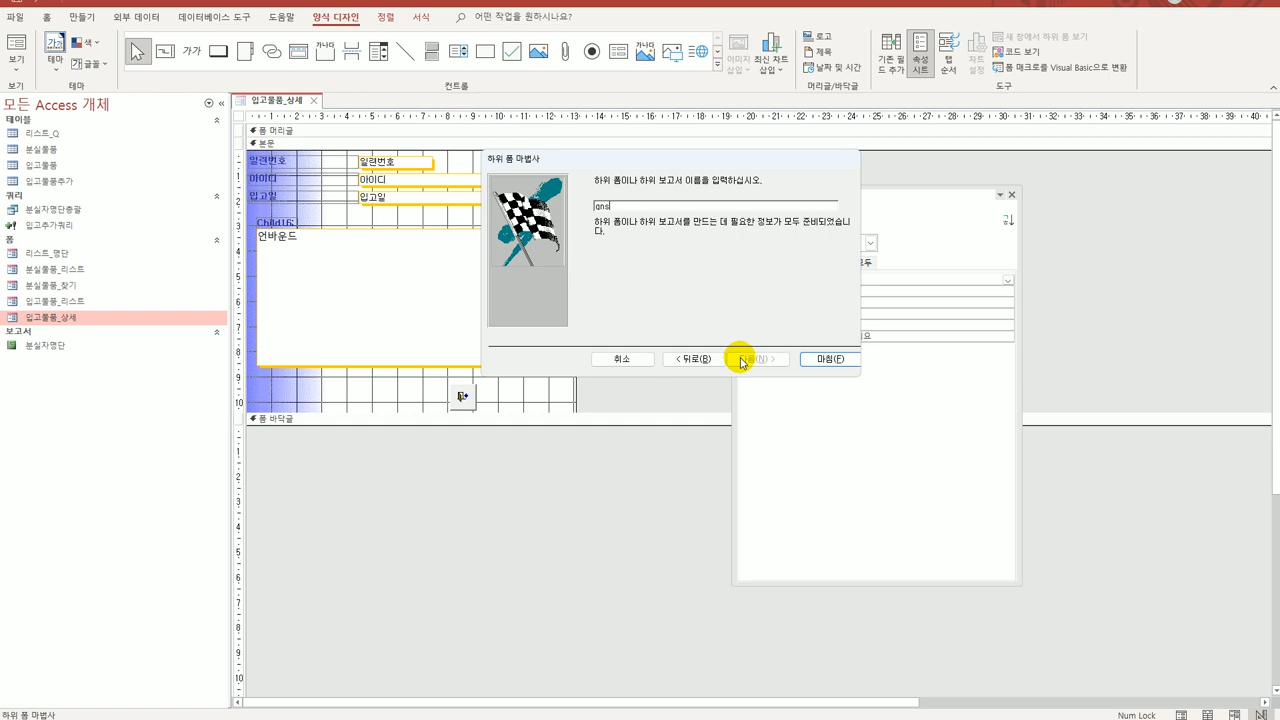 파일 홈 만들기 외부 데이터 데이터베이스 도구 도움말 양식 디자인 정렬 서식 어떤 작업을 원하시나요?
보기
테마
색
글꼴
가가
가나다
가나다
이미지 삽입
최신 차트 삽입
로고
제목
날짜 및 시간
기존 필드 추가
속성 시트
탭 순서
차트 설정
새 창에서 하위 폼 보기
코드 보기
폼 매크로를 Visual Basic으로 변환
보기 테마 컨트롤 머리글/바닥글 도구
모든 Access 개체
테이블
리스트_Q
분실물품
입고물품
입고물품추가
쿼리
분실자명단총괄
입고추가쿼리
폼
리스트_명단
분실물품_리스트
분실물품_찾기
입고물품_리스트
입고물품_상세
보고서
분실자명단
입고물품_상세
폼 머리글
본문
일련번호 일련번호
아이디 아이디
입고일 입고일
Child16:
언바운드
폼 바닥글
하위 폼 마법사
하위 폼이나 하위 보고서 이름을 입력하십시오.
qns
하위 폼이나 하위 보고서를 만드는 데 필요한 정보가 모두 준비되었습니
다.
취소 < 뒤로(B) (N) > 마침(F)
모두
요
하위 폼 마법사
Num Lock